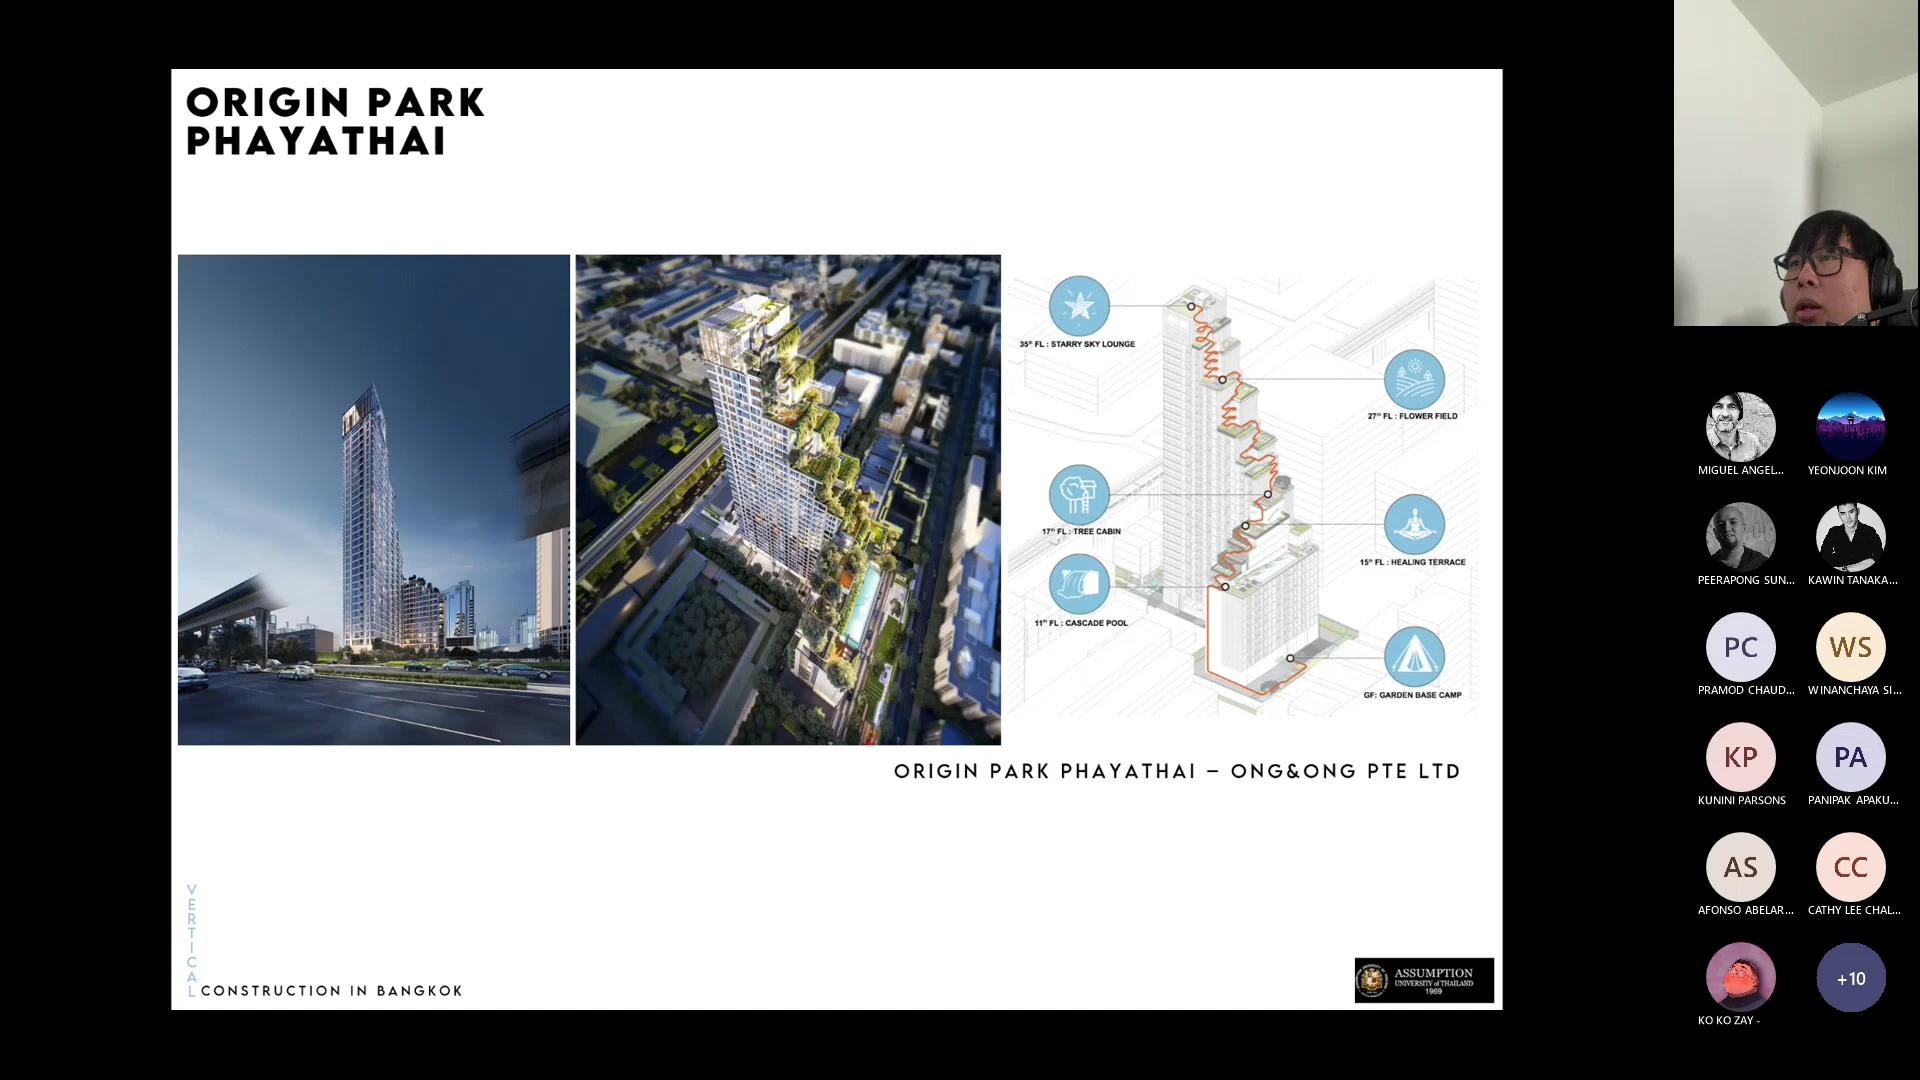 ORIGIN PARK
PHAYATHAI
35th FL : STARRY SKY LOUNGE
27th FL : FLOWER FIELD
17th FL : TREE CABIN
15th FL : HEALING TERRACE
11th FL : CASCADE POOL
GF: GARDEN BASE CAMP
ORIGIN PARK PHAYATHAI – ONG&ONG PTE LTD
VERTICAL
CONSTRUCTION IN BANGKOK
ASSUMPTION
UNIVERSITY of THAILAND
1969
MIGUEL ANGEL...
YEONJOON KIM
PEERAPONG SUN...
KAWIN TANAKA...
PC
WS
PRAMOD CHAUD...
WINANCHAYA SI...
KP
PA
KUNINI PARSONS
PANIPAK APAKU...
AS
CC
AFONSO ABELAR...
CATHY LEE CHAL...
+10
KO KO ZAY -